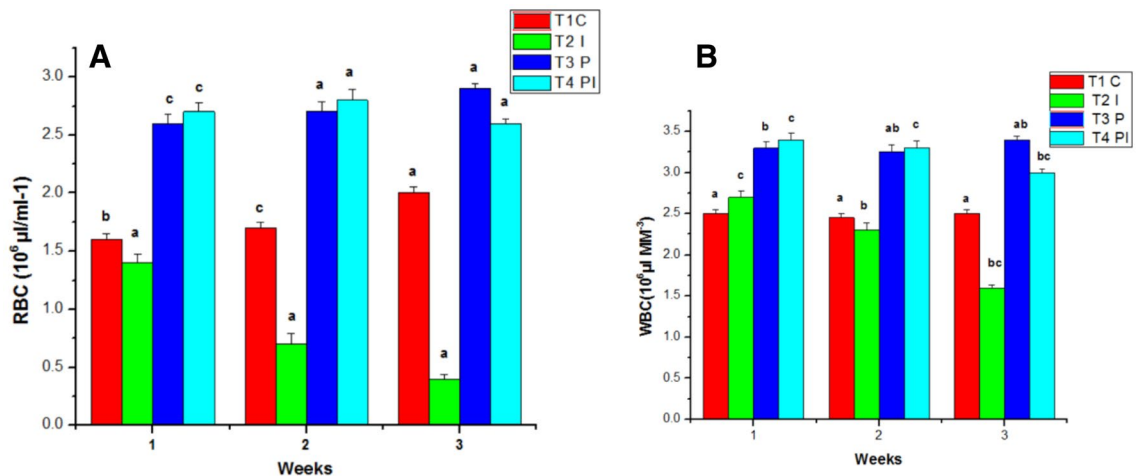 A
T1C
T2 I
T3 P
T4 PI
RBC (10⁶ µl/ml-1)
3.0
2.5
2.0
1.5
1.0
0.5
0.0
b
a
c
c
c
a
a
a
a
a
a
a
1
2
3
Weeks
B
T1 C
T2 I
T3 P
T4 PI
WBC(10⁶µl MM⁻³)
3.5
3.0
2.5
2.0
1.5
1.0
0.5
0.0
a
c
b
c
a
b
ab
c
a
bc
ab
bc
1
2
3
Weeks